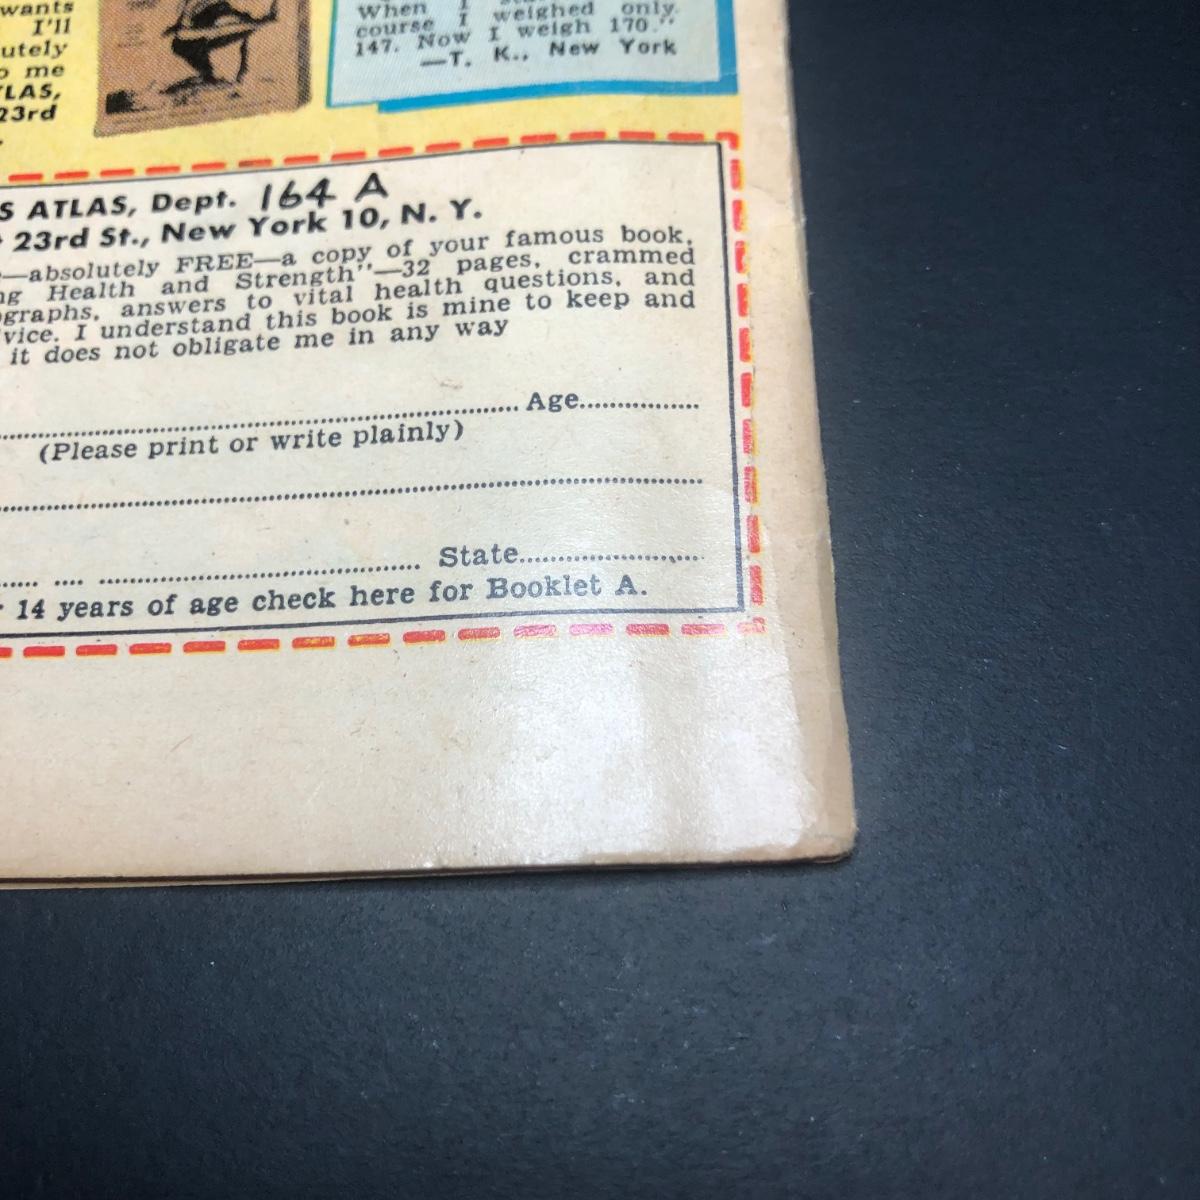 wants
I'll
utely
me
LAS,
23rd
When I
course I weighed only
147. Now I weigh 170."
—T. K., New York
S ATLAS, Dept. 164 A
23rd St., New York 10, N. Y.
—absolutely FREE—a copy of your famous book,
ng Health and Strength"—32 pages, crammed
ographs, answers to vital health questions, and
vice. I understand this book is mine to keep and
it does not obligate me in any way
Age
(Please print or write plainly)
State
14 years of age check here for Booklet A.